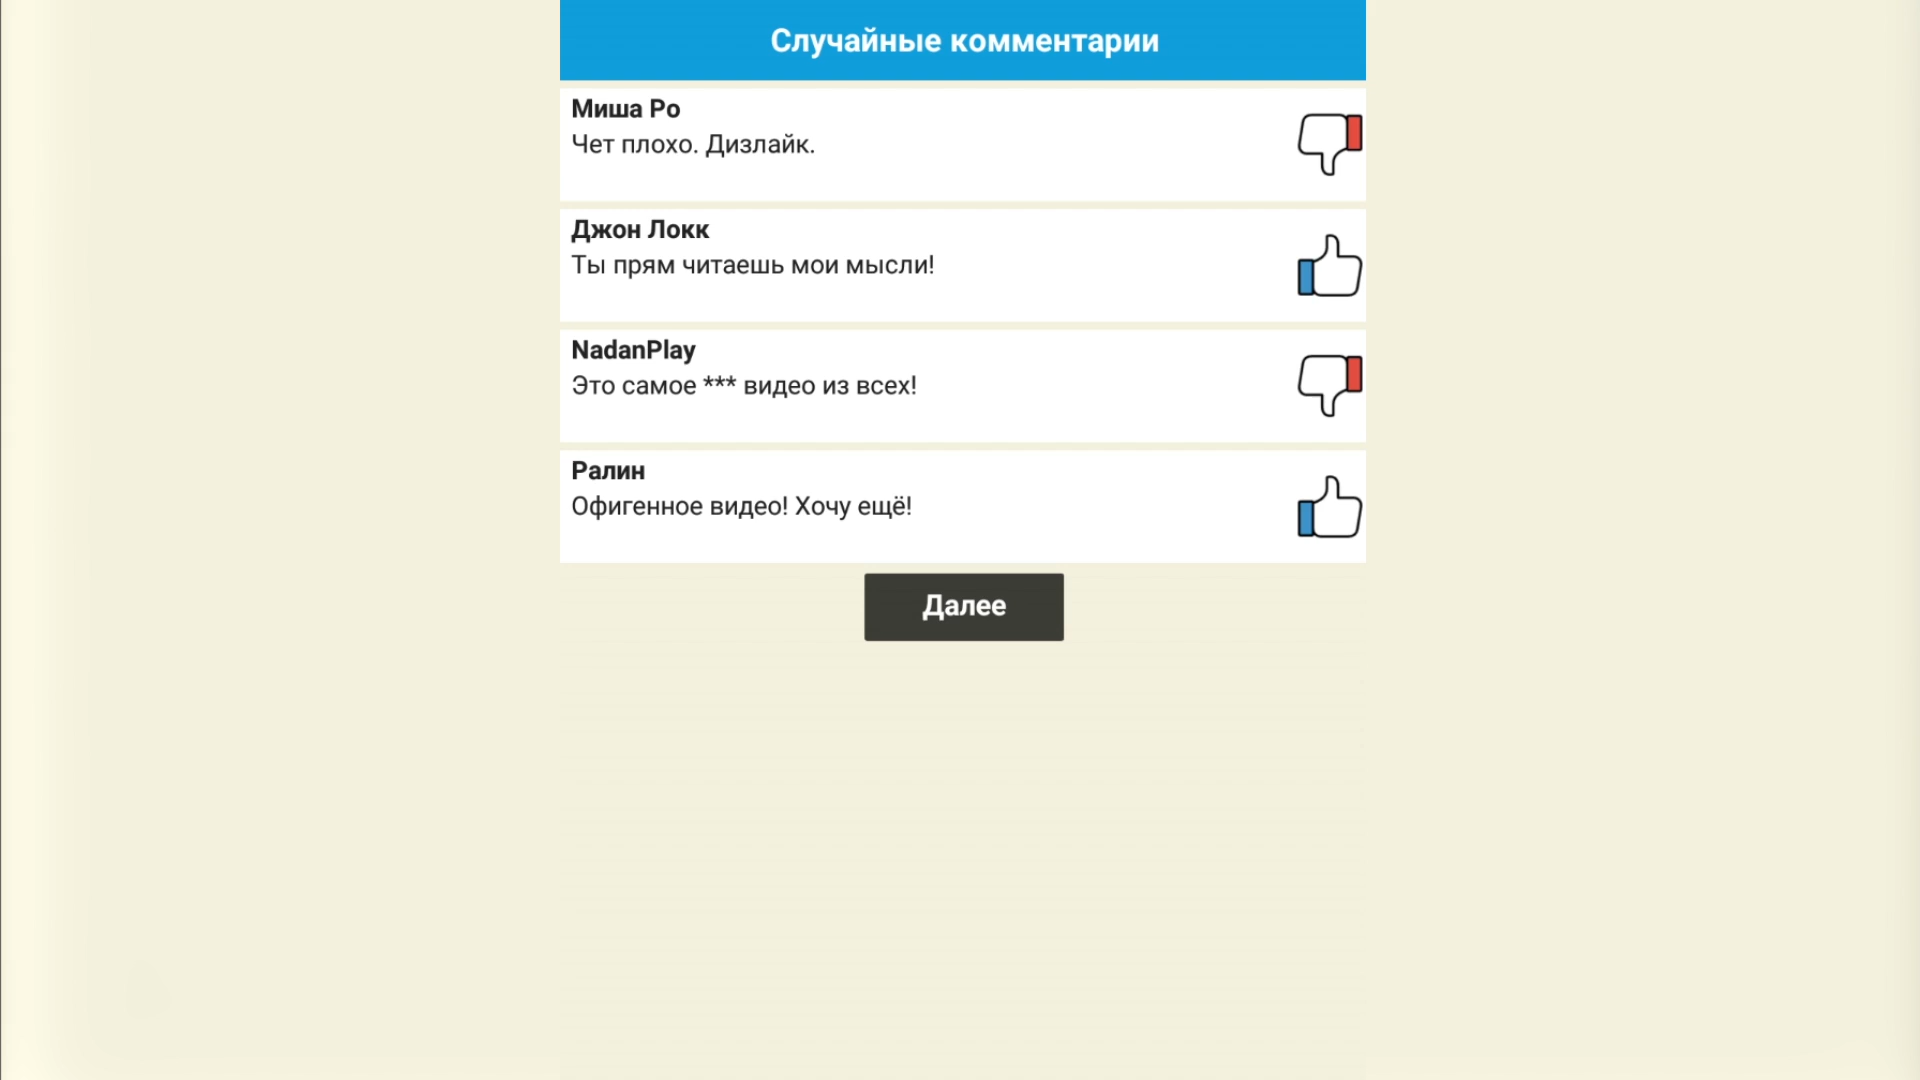 Случайные комментарии
Миша Ро
Чет плохо. Дизлайк.
Джон Локк
Ты прям читаешь мои мысли!
NadanPlay
Это самое *** видео из всех!
Ралин
Офигенное видео! Хочу ещё!
Далее